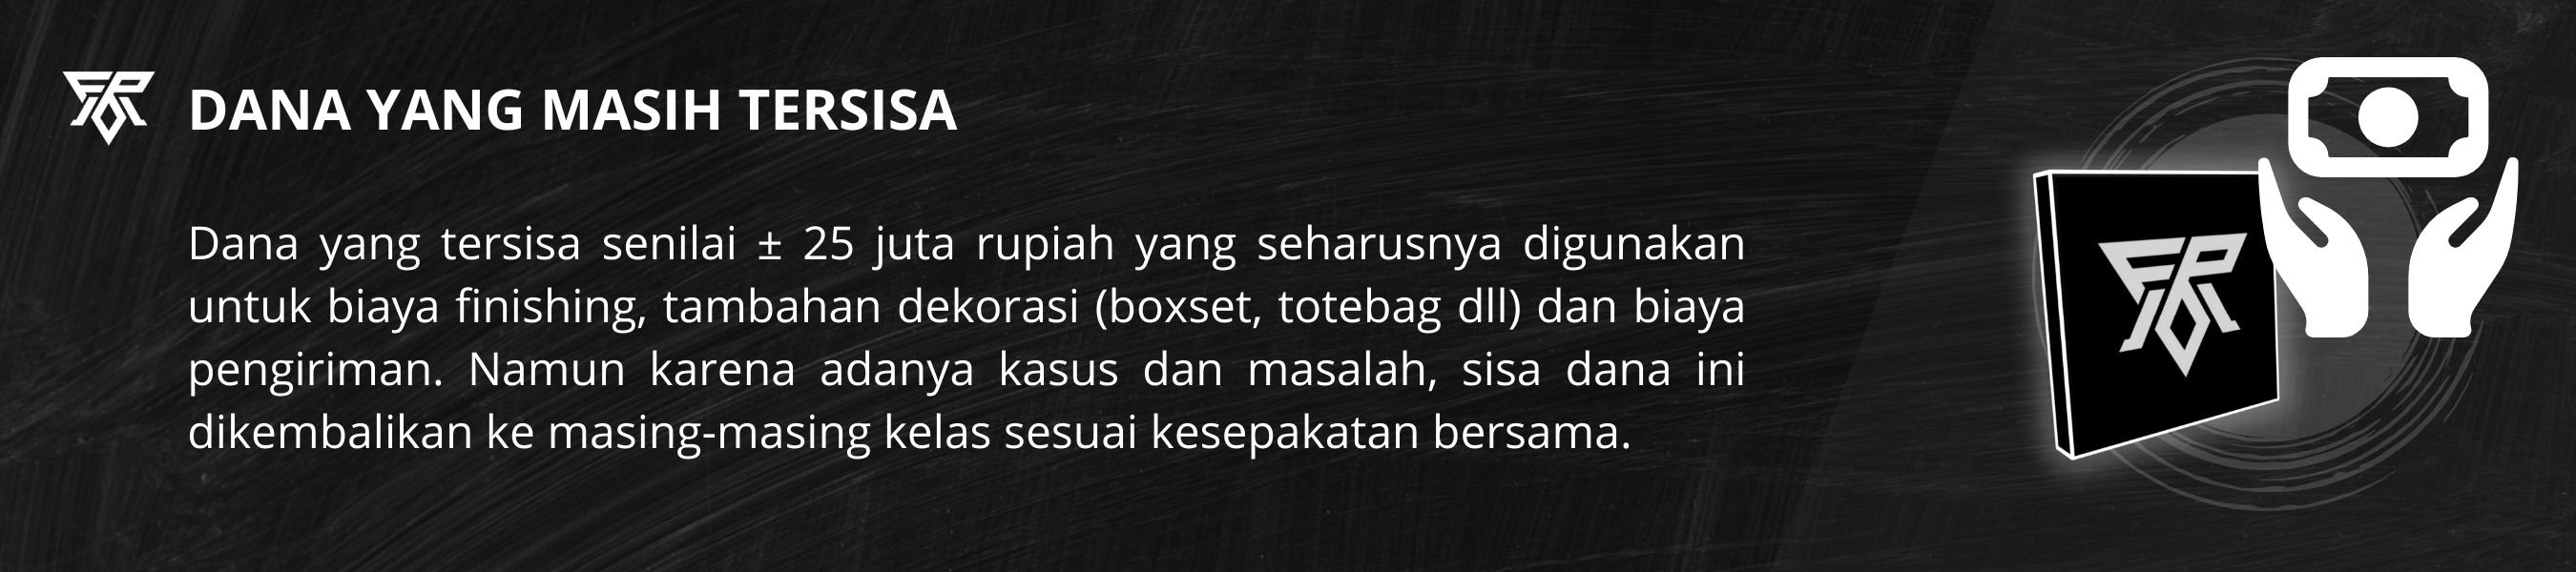 DANA YANG MASIH TERSISA
Dana yang tersisa senilai ± 25 juta rupiah yang seharusnya digunakan
untuk biaya finishing, tambahan dekorasi (boxset, totebag dll) dan biaya
pengiriman. Namun karena adanya kasus dan masalah, sisa dana ini
dikembalikan ke masing-masing kelas sesuai kesepakatan bersama.